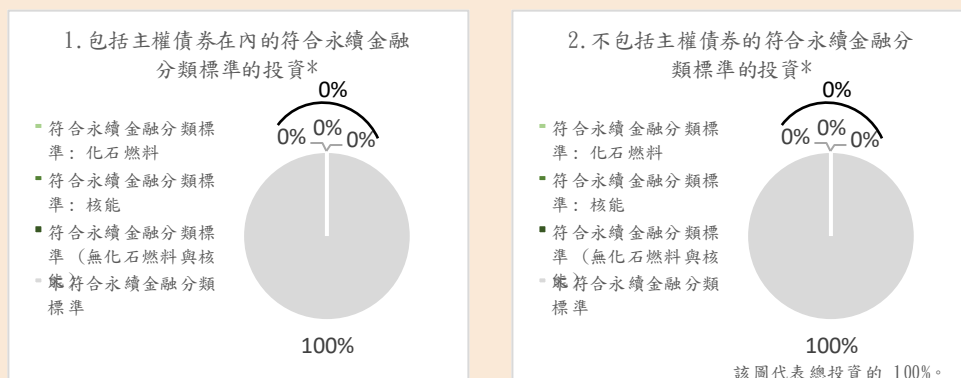 1.包括主權債券在內的符合永續金融
分類標準的投資*
0%
0%
0%
0%
符合永續金融分類標
準：化石燃料
符合永續金融分類標
準：核能
符合永續金融分類標
準（無化石燃料與核
能）
未符合永續金融分類
標準
100%
2.不包括主權債券的符合永續金融分
類標準的投資*
0%
0%
0%
0%
符合永續金融分類標
準：化石燃料
符合永續金融分類標
準：核能
符合永續金融分類標
準（無化石燃料與核
能）
未符合永續金融分類
標準
100%
該圖代表總投資的 100%。